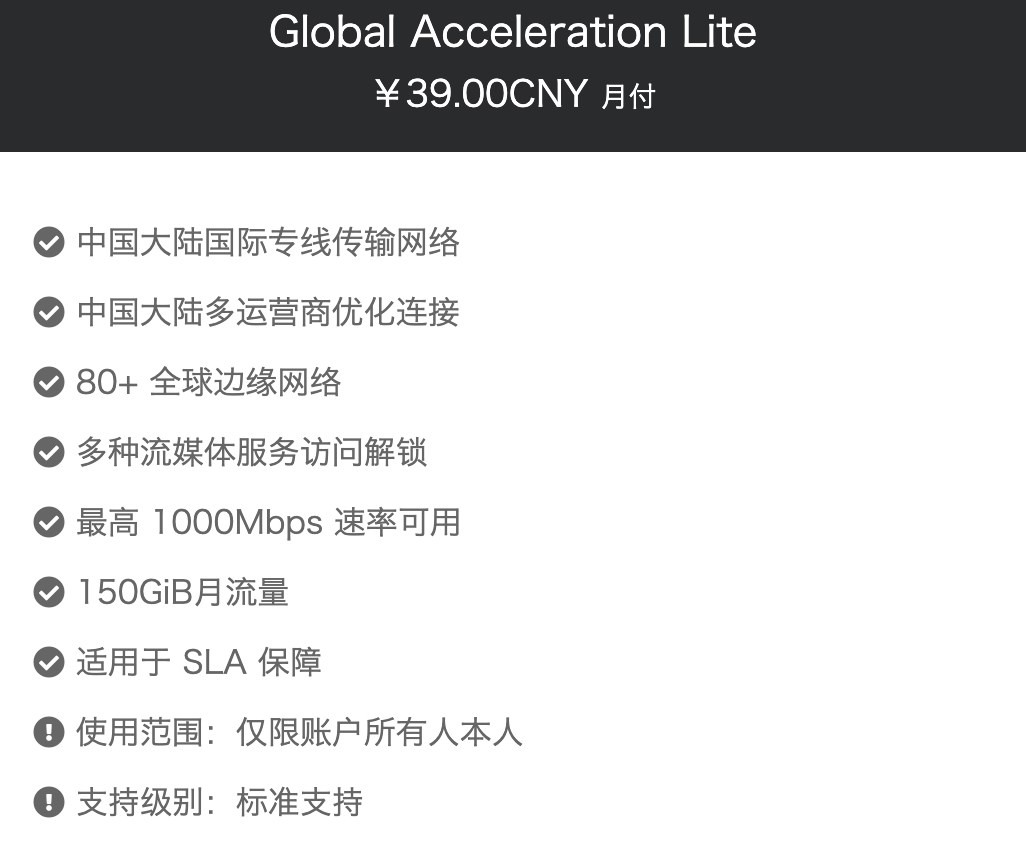 Global Acceleration Lite
￥39.00CNY 月付
中国大陆国际专线传输网络
中国大陆多运营商优化连接
80+ 全球边缘网络
多种流媒体服务访问解锁
最高 1000Mbps 速率可用
150GiB月流量
适用于 SLA 保障
使用范围：仅限账户所有人本人
支持级别：标准支持